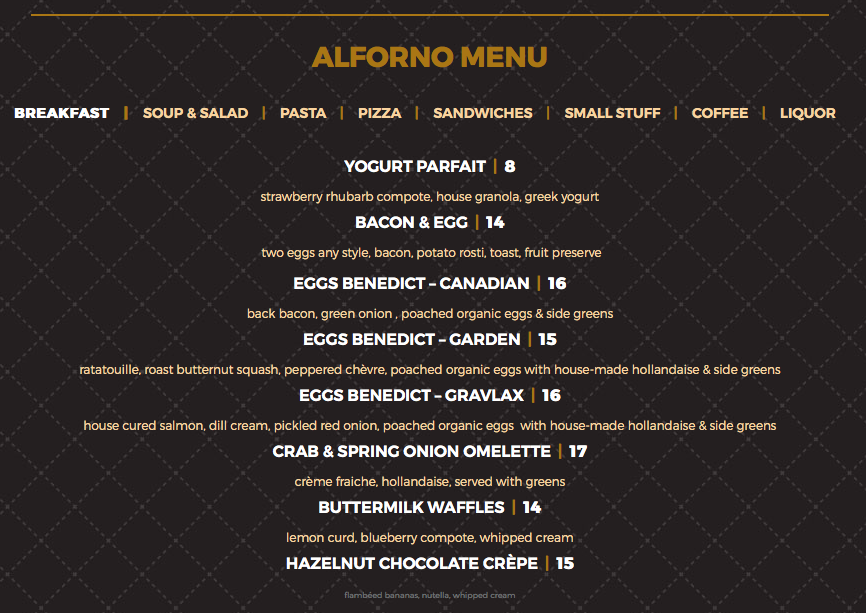 ALFORNO MENU
BREAKFAST | SOUP & SALAD | PASTA | PIZZA | SANDWICHES | SMALL STUFF | COFFEE | LIQUOR
YOGURT PARFAIT | 8
strawberry rhubarb compote, house granola, greek yogurt
BACON & EGG | 14
two eggs any style, bacon, potato rosti, toast, fruit preserve
EGGS BENEDICT – CANADIAN | 16
back bacon, green onion , poached organic eggs & side greens
EGGS BENEDICT – GARDEN | 15
ratatouille, roast butternut squash, peppered chèvre, poached organic eggs with house-made hollandaise & side greens
EGGS BENEDICT – GRAVLAX | 16
house cured salmon, dill cream, pickled red onion, poached organic eggs  with house-made hollandaise & side greens
CRAB & SPRING ONION OMELETTE | 17
crème fraiche, hollandaise, served with greens
BUTTERMILK WAFFLES | 14
lemon curd, blueberry compote, whipped cream
HAZELNUT CHOCOLATE CRÈPE | 15
flambéed bananas, nutella, whipped cream